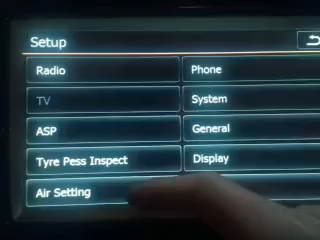 Setup
Radio
Phone
TV
System
ASP
General
Tyre Pess Inspect
Display
Air Setting